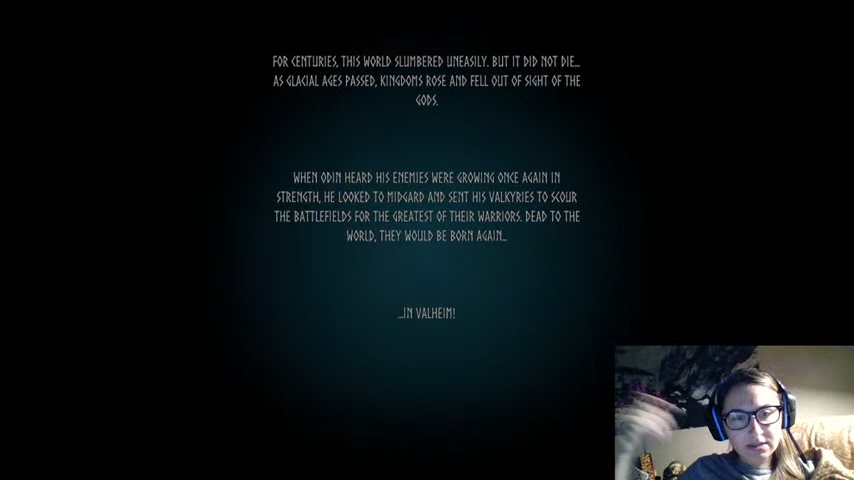 FOR CENTURIES, THIS WORLD SLUMBERED UNEASILY. BUT IT DID NOT DIE...
AS GLACIAL AGES PASSED, KINGDOMS ROSE AND FELL OUT OF SIGHT OF THE
GODS.
WHEN ODIN HEARD HIS ENEMIES WERE GROWING ONCE AGAIN IN
STRENGTH, HE LOOKED TO MIDGARD AND SENT HIS VALKYRIES TO SCOUR
THE BATTLEFIELDS FOR THE GREATEST OF THEIR WARRIORS. DEAD TO THE
WORLD, THEY WOULD BE BORN AGAIN...
...IN VALHEIM!